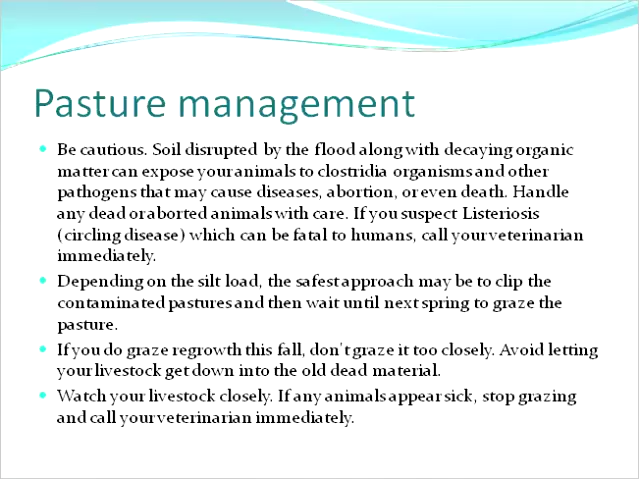 Pasture management
Be cautious. Soil disrupted by the flood along with decaying organic
matter can expose your animals to clostridia organisms and other
pathogens that may cause diseases, abortion, or even death. Handle
any dead or aborted animals with care. If you suspect Listeriosis
(circling disease) which can be fatal to humans, call your veterinarian
immediately.
Depending on the silt load, the safest approach may be to clip the
contaminated pastures and then wait until next spring to graze the
pasture.
If you do graze regrowth this fall, don't graze it too closely. Avoid letting
your livestock get down into the old dead material.
Watch your livestock closely. If any animals appear sick, stop grazing
and call your veterinarian immediately.